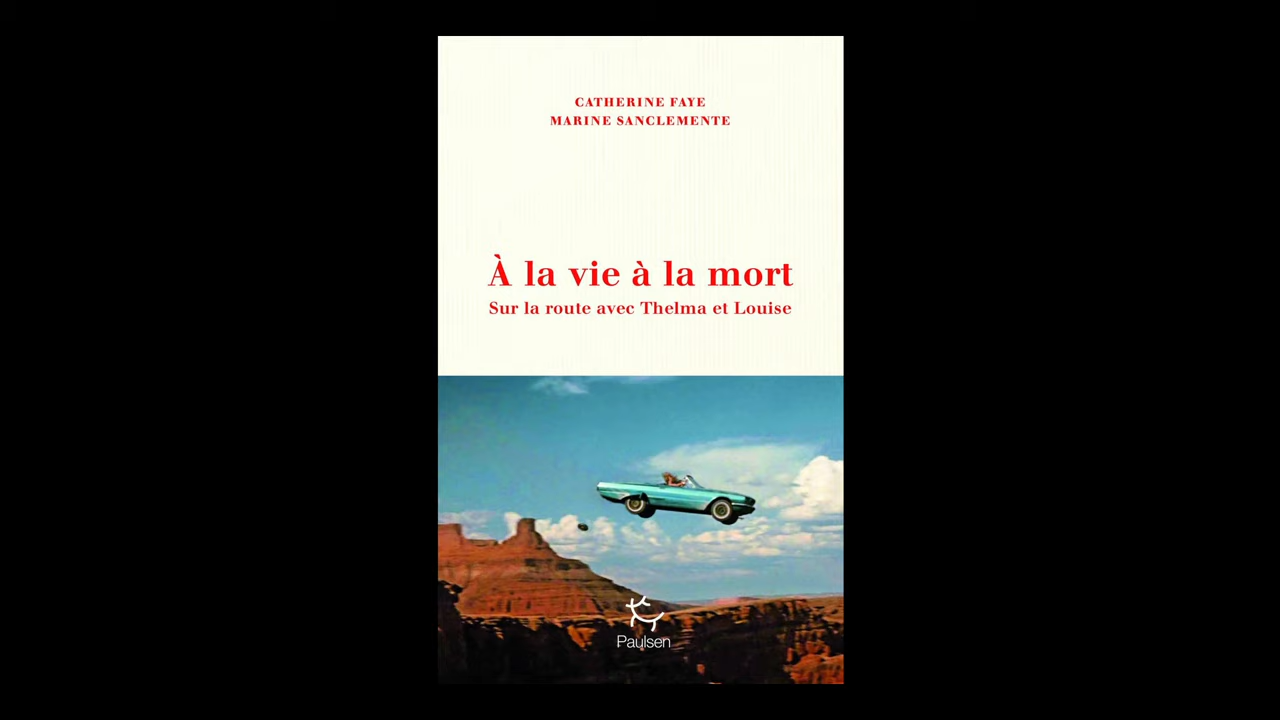 CATHERINE FAYE
MARINE SANCLEMENTE
À la vie à la mort
Sur la route avec Thelma et Louise
Paulsen